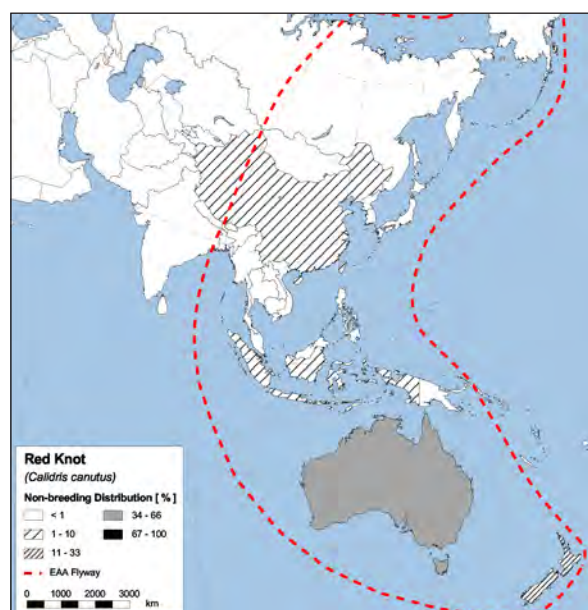 Red Knot
(Calidris canutus)
Non-breeding Distribution [ % ]
< 1
34 - 66
1 - 10
67 - 100
11 - 33
EAA Flyway
0 1000 2000 3000
km